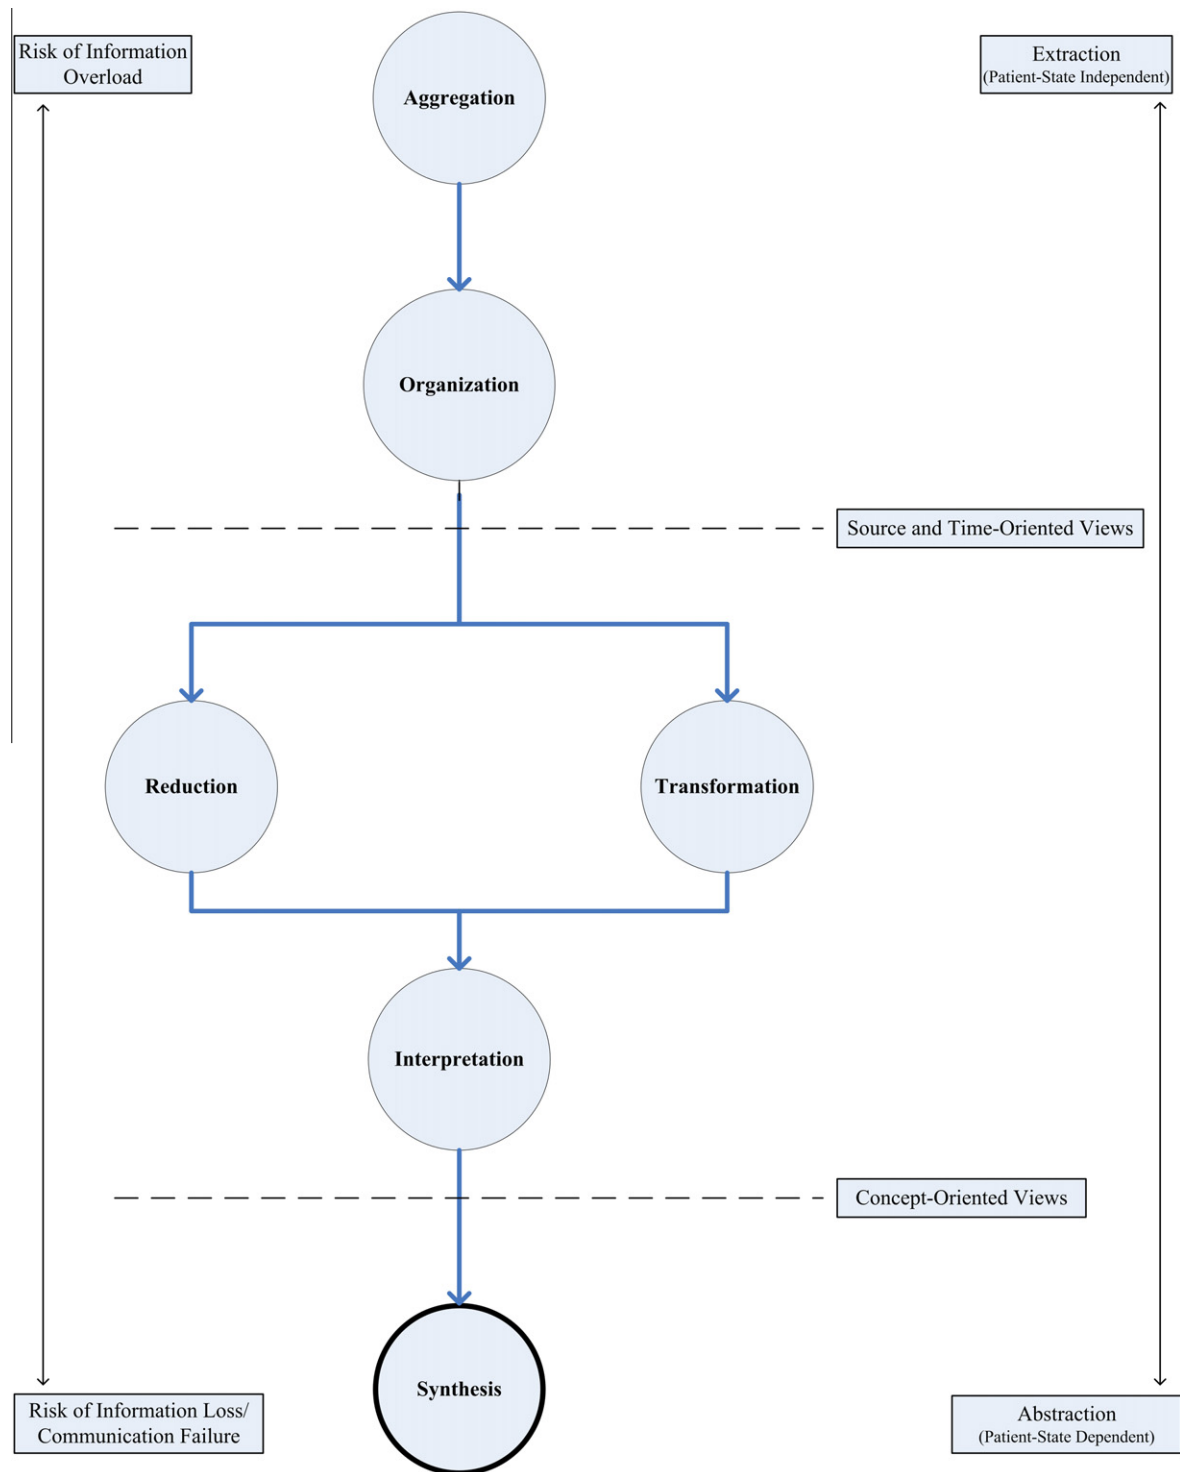 Risk of Information
Overload
Aggregation
Extraction
(Patient-State Independent)
Organization
Source and Time-Oriented Views
Reduction
Transformation
Interpretation
Concept-Oriented Views
Synthesis
Risk of Information Loss/
Communication Failure
Abstraction
(Patient-State Dependent)